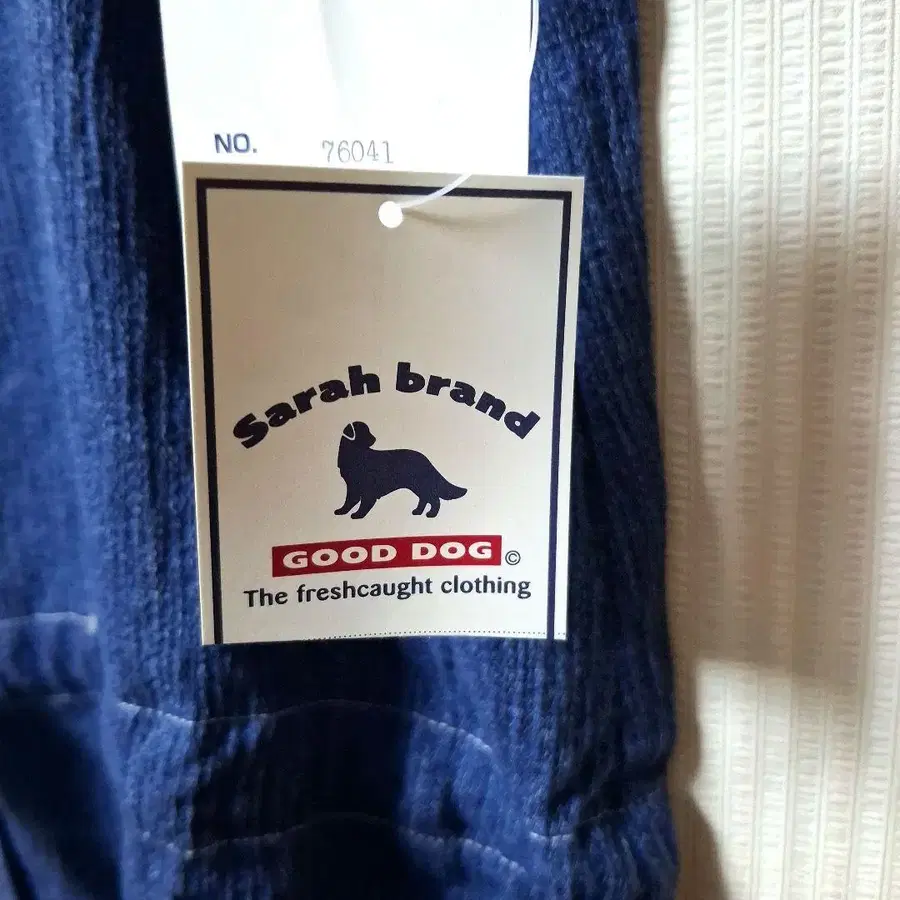 NO. 76041
Sarah brand
GOOD DOG ©
The freshcaught clothing